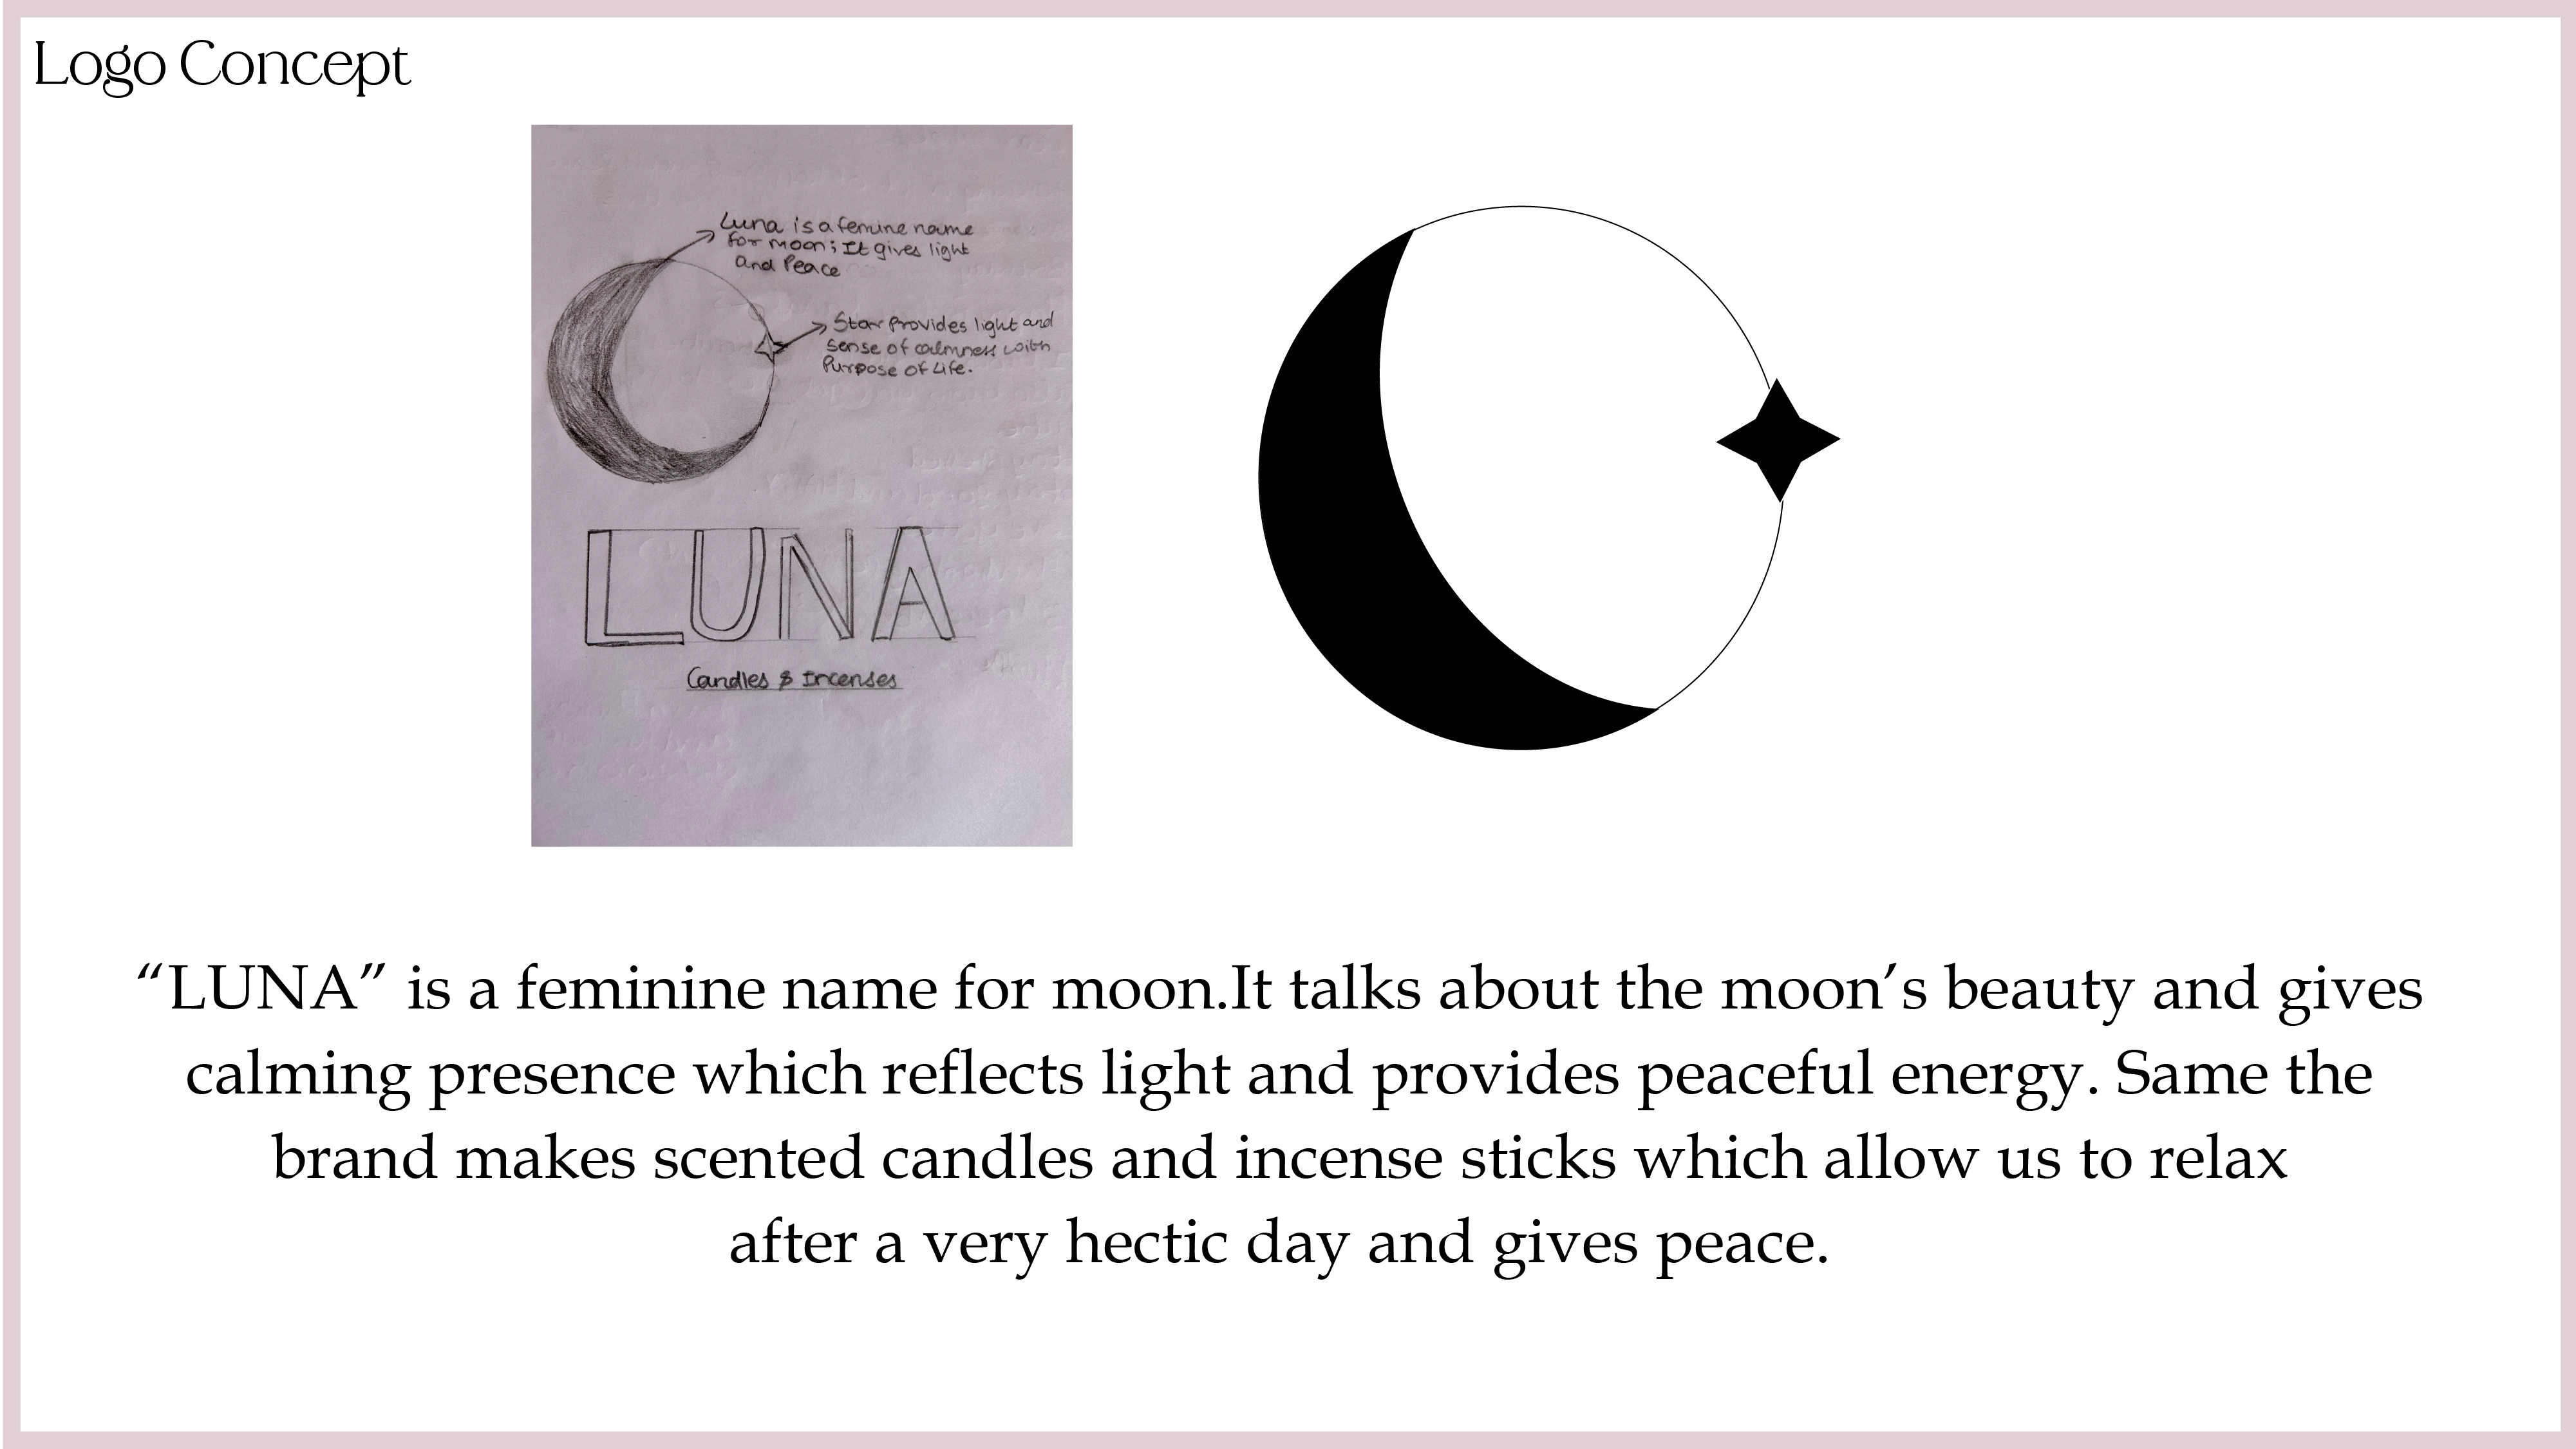 Logo Concept
Luna is a femine name
for moon; It gives light
and Peace
Star Provides light and
Sense of calmness with
Purpose of Life.
LUNA
Candles & Incenses
“LUNA” is a feminine name for moon.It talks about the moon’s beauty and gives
calming presence which reflects light and provides peaceful energy. Same the
brand makes scented candles and incense sticks which allow us to relax
after a very hectic day and gives peace.